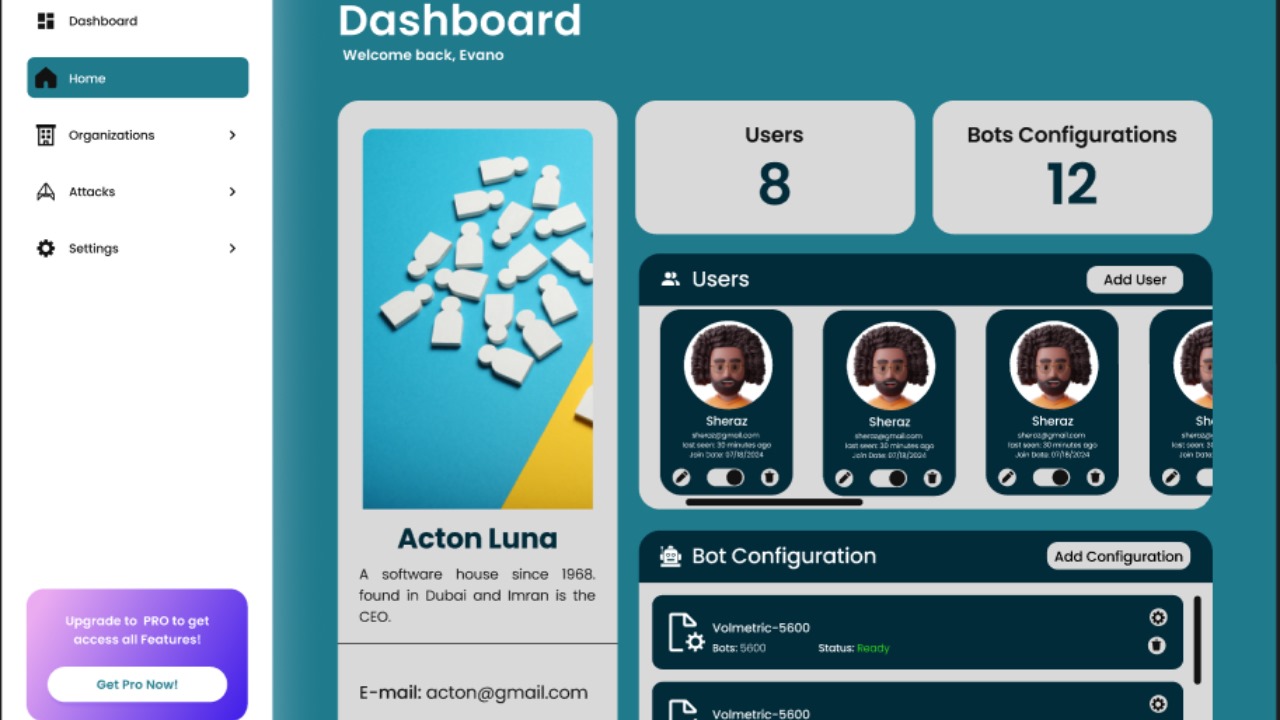 Dashboard
Home
Organizations
Attacks
Settings
Upgrade to PRO to get
access all Features!
Get Pro Now!
Dashboard
Welcome back, Evano
Acton Luna
A software house since 1968.
found in Dubai and Imran is the
CEO.
E-mail: acton@gmail.com
Users
8
Bots Configurations
12
Users
Add User
Sheraz
sheraz@gmail.com
last seen: 30 minutes ago
Join Date: 07/18/2024
Sheraz
sheraz@gmail.com
last seen: 30 minutes ago
Join Date: 07/18/2024
Sheraz
sheraz@gmail.com
last seen: 30 minutes ago
Join Date: 07/18/2024
Bot Configuration
Add Configuration
Volmetric-5600
Bots: 5600 Status: Ready
Volmetric-5600